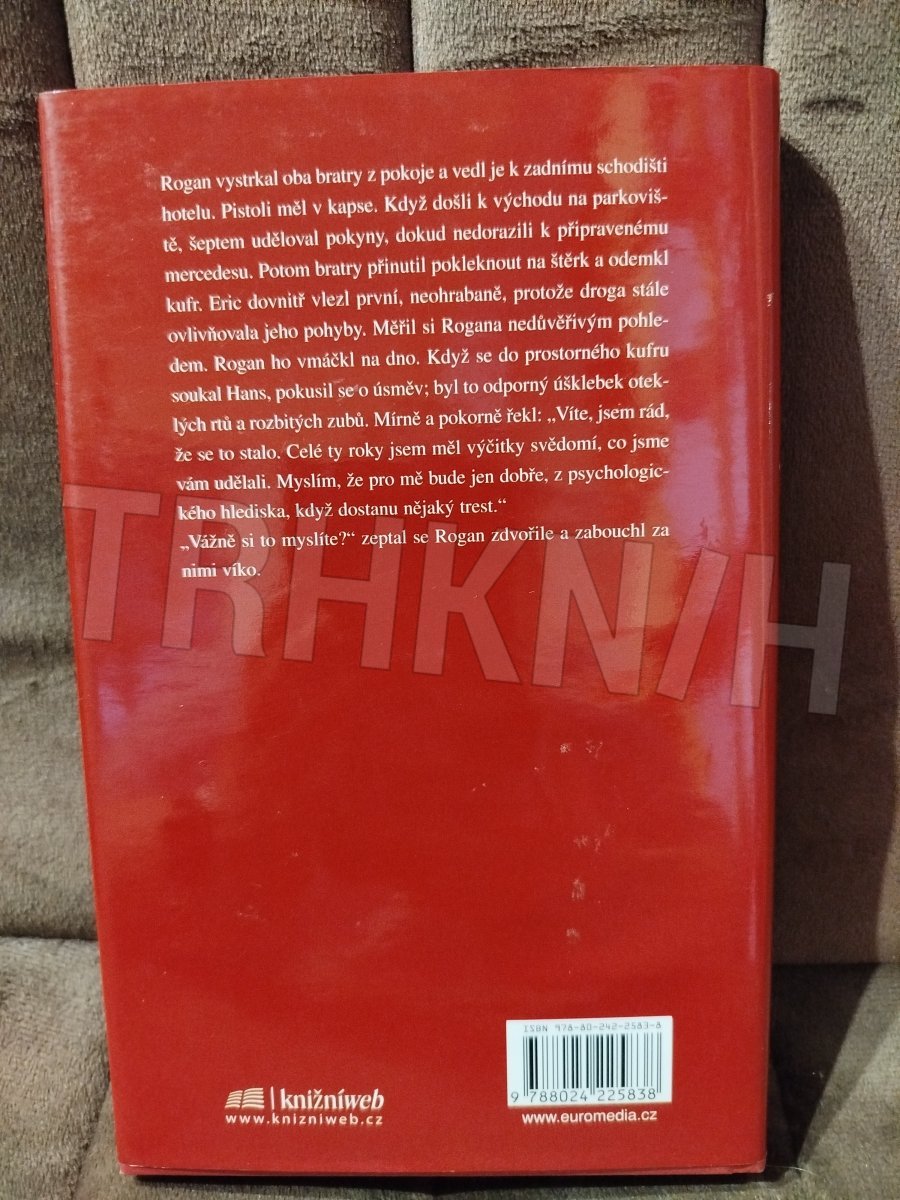 Rogan vystrkal oba bratry z pokoje a vedl je k zadnímu schodišti
hotelu. Pistoli měl v kapse. Když došli k východu na parkoviš-
tě, šeptem uděloval pokyny, dokud nedorazili k připravenému
mercedesu. Potom bratry přinutil pokleknout na štěrk a odemkl
kufr. Eric dovnitř vlezl první, neohrabaně, protože droga stále
ovlivňovala jeho pohyby. Měřil si Rogana nedůvěřivým pohle-
dem. Rogan ho vmáčkl na dno. Když se do prostorného kufru
soukal Hans, pokusil se o úsměv; byl to odporný úšklebek otek-
lých rtů a rozbitých zubů. Mírně a pokorně řekl: „Víte, jsem rád,
že se to stalo. Celé ty roky jsem měl výčitky svědomí, co jsme
vám udělali. Myslím, že pro mě bude jen dobře, z psychologic-
kého hlediska, když dostanu nějaký trest.“
„Vážně si to myslíte?“ zeptal se Rogan zdvořile a zabouchl za
nimi víko.
TRHKNIH
ISBN 978-80-242-2583-8
9 788024 225838
knižníweb
www.knizniweb.cz
www.euromedia.cz